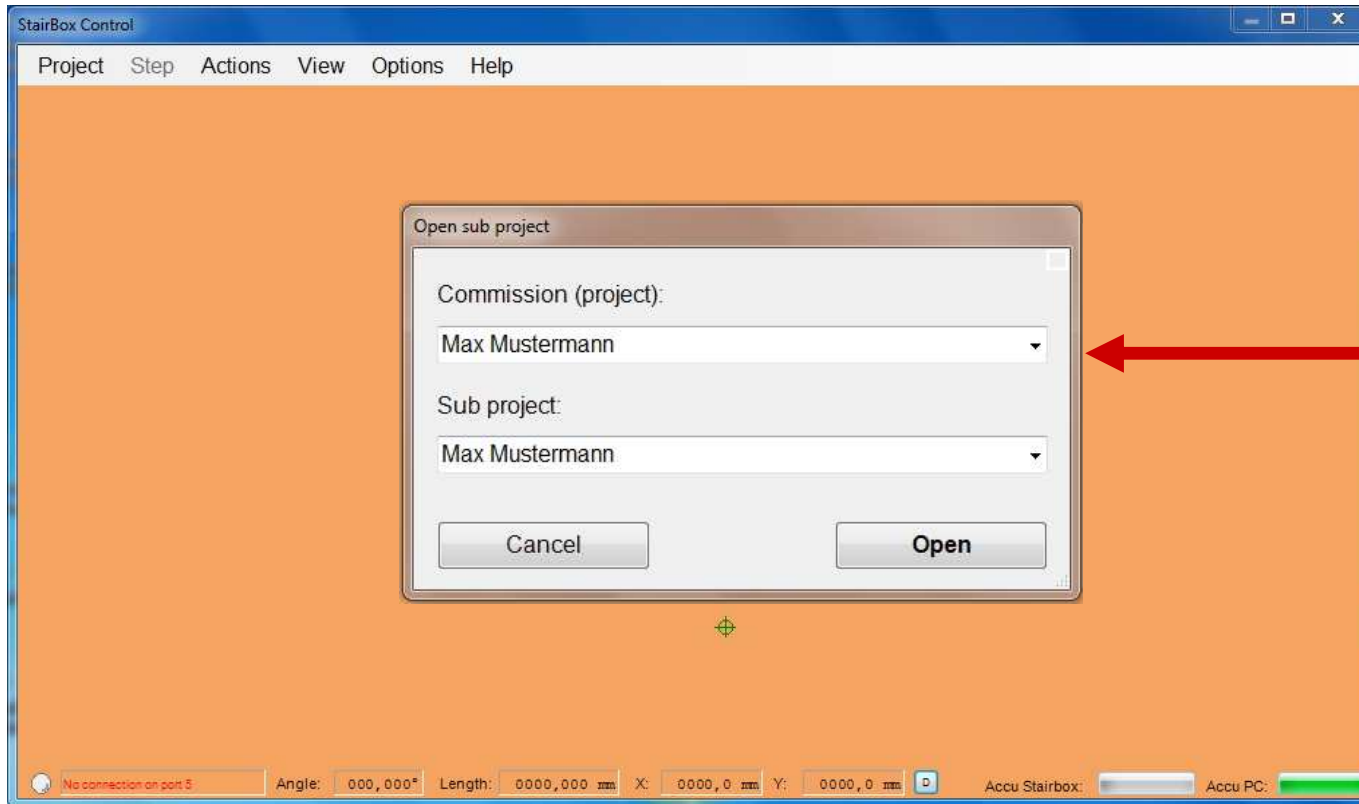 StairBox Control
Project Step Actions View Options Help
Open sub project
Commission (project):
Max Mustermann
Sub project:
Max Mustermann
Cancel Open
No connection on port 5 Angle: 000,000° Length: 0000,000 mm X: 0000,0 mm Y: 0000,0 mm D Accu Stairbox: Accu PC: